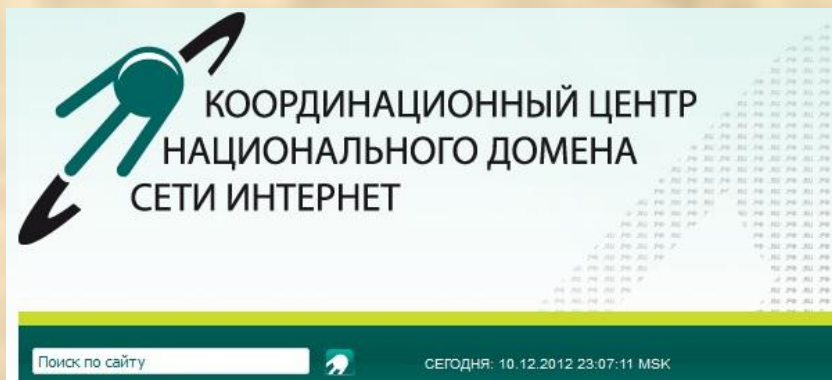 КООРДИНАЦИОННЫЙ ЦЕНТР
НАЦИОНАЛЬНОГО ДОМЕНА
СЕТИ ИНТЕРНЕТ
Поиск по сайту
СЕГОДНЯ: 10.12.2012 23:07:11 MSK